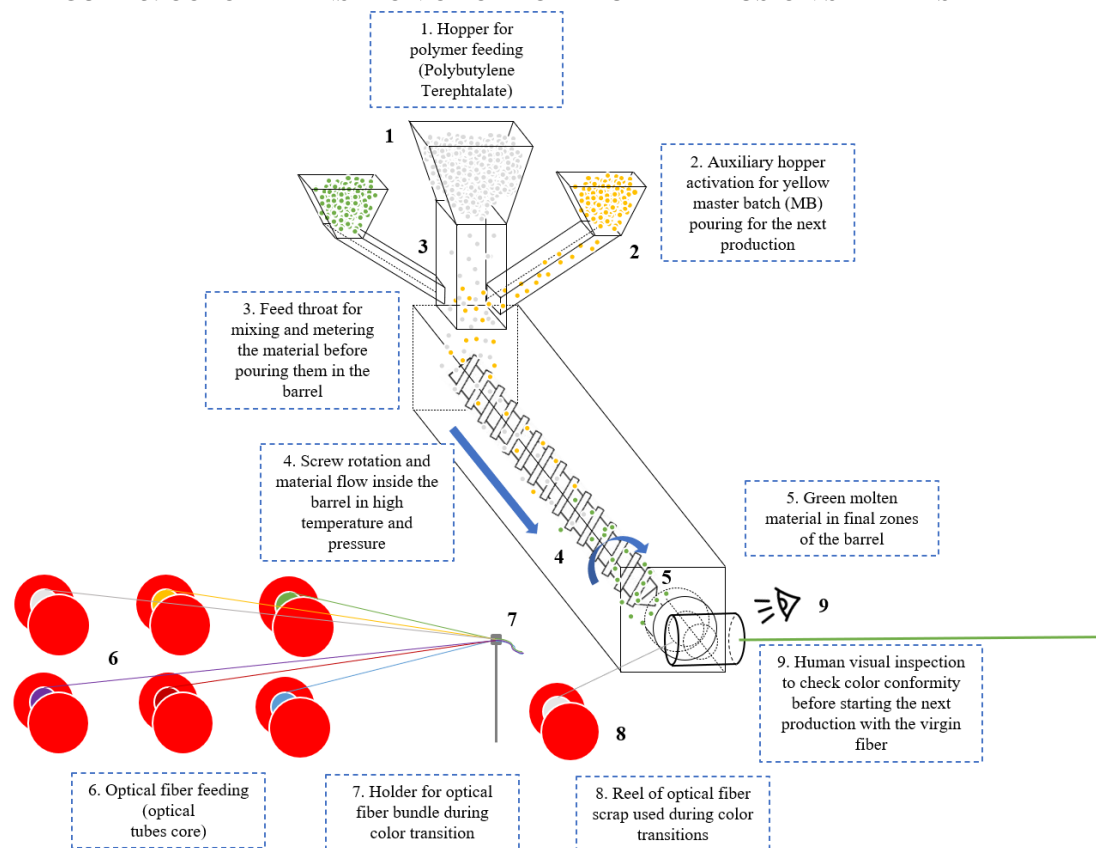 1. Hopper for
polymer feeding
(Polybutylene
Terephtalate)
1
2. Auxiliary hopper
activation for yellow
master batch (MB)
pouring for the next
production
3
2
3. Feed throat for
mixing and metering
the material before
pouring them in the
barrel
4. Screw rotation and
material flow inside the
barrel in high
temperature and
pressure
5. Green molten
material in final zones
of the barrel
4
5
9
7
6
9. Human visual inspection
to check color conformity
before starting the next
production with the virgin
fiber
8
6. Optical fiber feeding
(optical
tubes core)
7. Holder for optical
fiber bundle during
color transition
8. Reel of optical fiber
scrap used during color
transitions